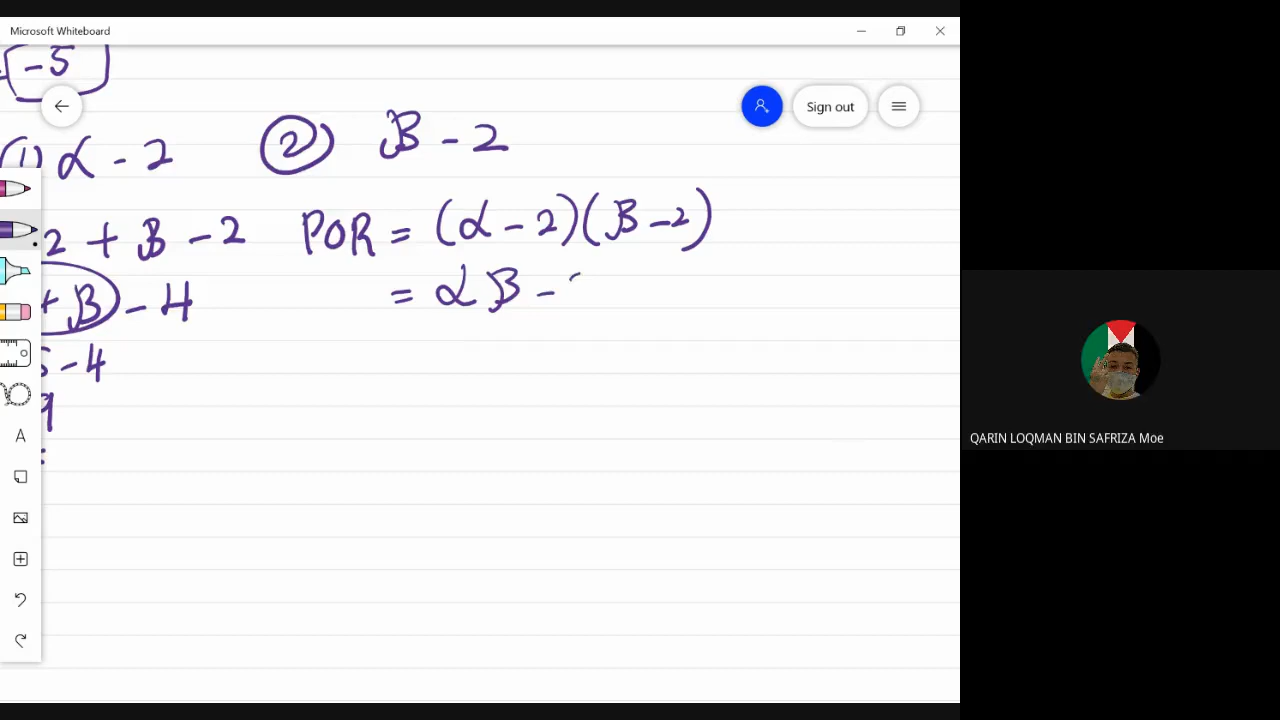 Microsoft Whiteboard
-5
Sign out
(1) α - 2
② β - 2
2 + β - 2
POR = (α - 2)(β - 2)
+ β) - 4
= αβ -
- 4
9
A
QARIN LOQMAN BIN SAFRIZA Moe